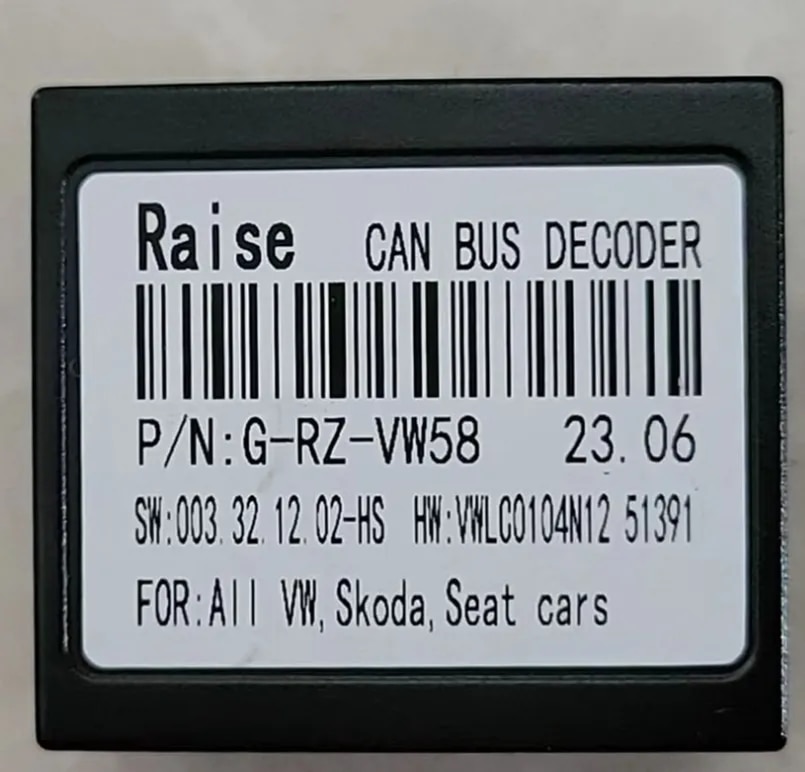 Raise CAN BUS DECODER
P/N:G-RZ-VW58 23.06
SW:003.32.12.02-HS HW:VWLC0104N12 51391
FOR:All VW,Skoda,Seat cars